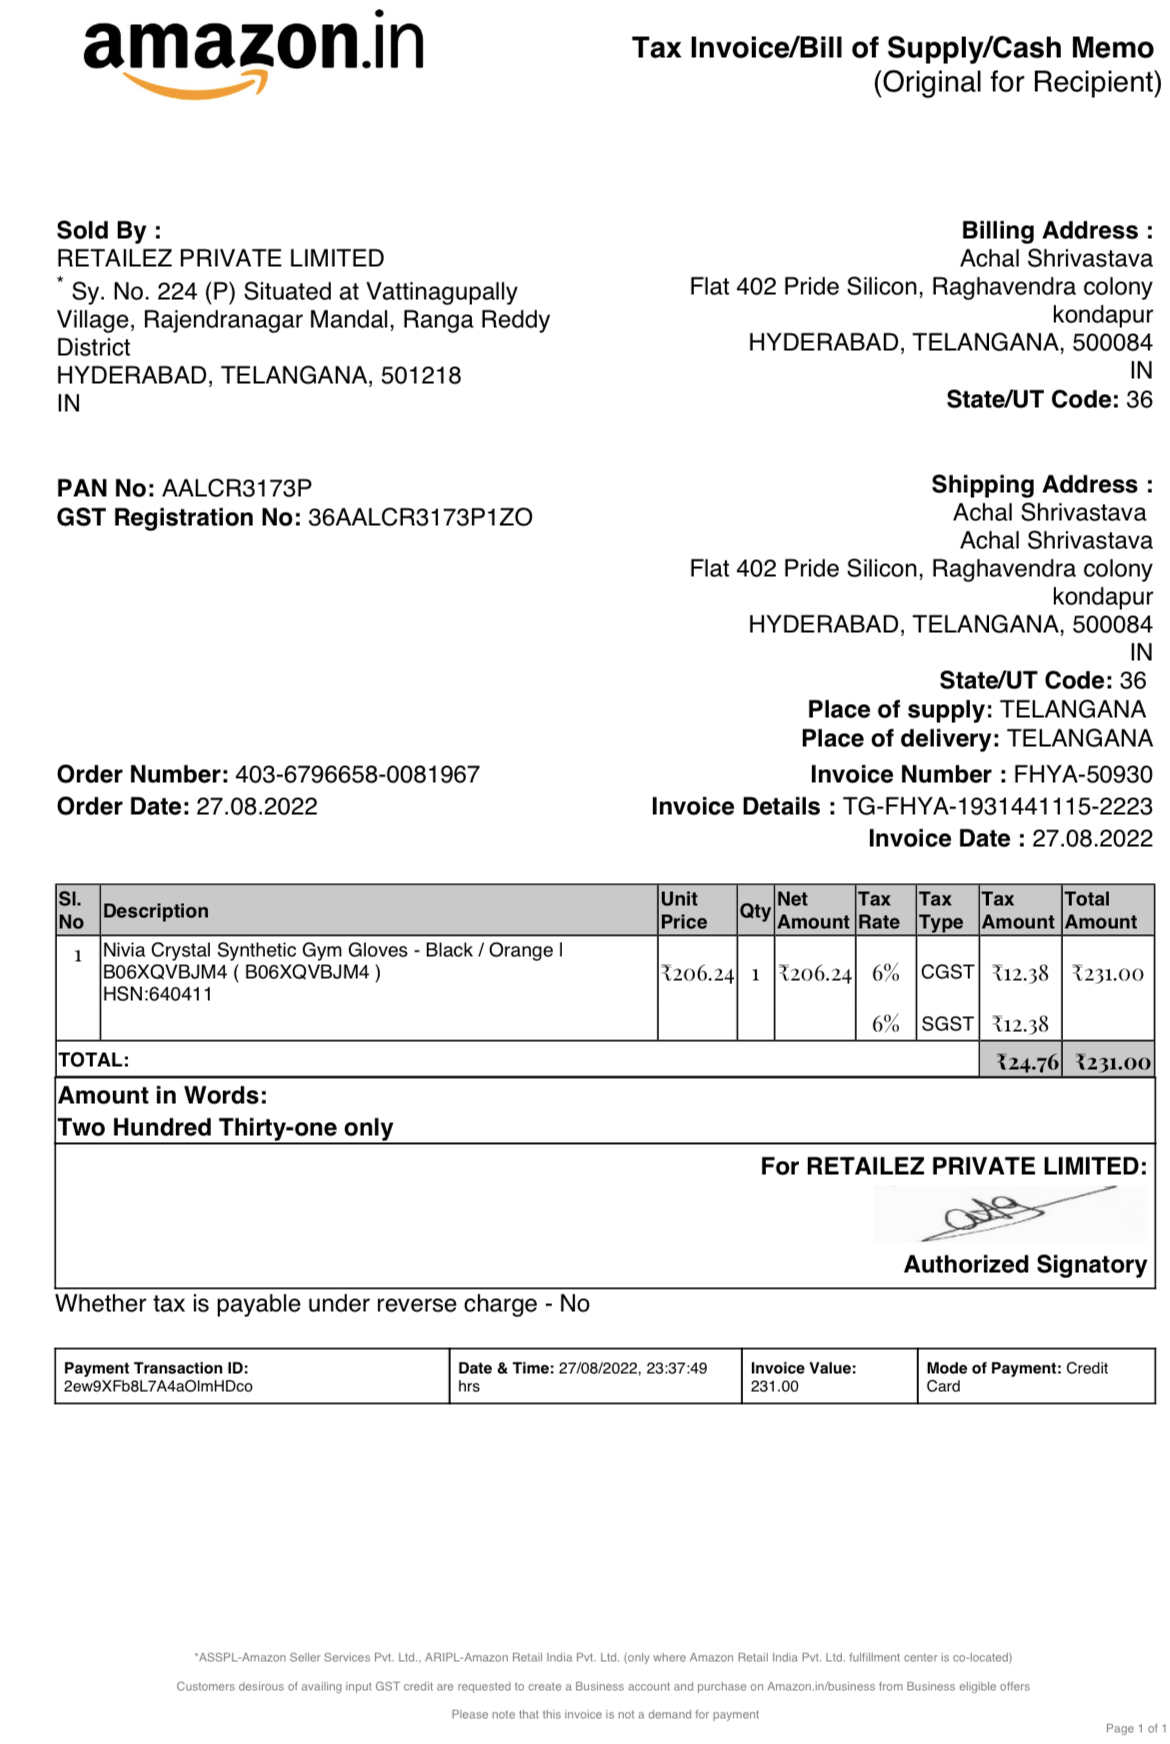 amazon.in
Tax Invoice/Bill of Supply/Cash Memo
(Original for Recipient)
Sold By :
RETAILEZ PRIVATE LIMITED
* Sy. No. 224 (P) Situated at Vattinagupally
Village, Rajendranagar Mandal, Ranga Reddy
District
HYDERABAD, TELANGANA, 501218
IN
PAN No: AALCR3173P
GST Registration No: 36AALCR3173P1ZO
Billing Address :
Achal Shrivastava
Flat 402 Pride Silicon, Raghavendra colony
kondapur
HYDERABAD, TELANGANA, 500084
IN
State/UT Code: 36
Shipping Address :
Achal Shrivastava
Achal Shrivastava
Flat 402 Pride Silicon, Raghavendra colony
kondapur
HYDERABAD, TELANGANA, 500084
IN
State/UT Code: 36
Place of supply: TELANGANA
Place of delivery: TELANGANA
Order Number: 403-6796658-0081967
Order Date: 27.08.2022
Invoice Number : FHYA-50930
Invoice Details : TG-FHYA-1931441115-2223
Invoice Date : 27.08.2022
Sl. No Description Unit Price Qty Net Amount Tax Rate Tax Type Tax Amount Total Amount
1 Nivia Crystal Synthetic Gym Gloves - Black / Orange |
B06XQVBJM4 ( B06XQVBJM4 ) ₹206.24 1 ₹206.24 6% CGST ₹12.38 ₹231.00
HSN:640411
6% SGST ₹12.38
TOTAL: ₹24.76 ₹231.00
Amount in Words:
Two Hundred Thirty-one only
For RETAILEZ PRIVATE LIMITED:
Authorized Signatory
Whether tax is payable under reverse charge - No
Payment Transaction ID:
2ew9XFb8L7A4aOlmHDco
Date & Time: 27/08/2022, 23:37:49
hrs
Invoice Value:
231.00
Mode of Payment: Credit
Card
*ASSPL-Amazon Seller Services Pvt. Ltd., ARIPL-Amazon Retail India Pvt. Ltd. (only where Amazon Retail India Pvt. Ltd. fulfillment center is co-located)
Customers desirous of availing input GST credit are requested to create a Business account and purchase on Amazon.in/business from Business eligible offers
Please note that this invoice is not a demand for payment
Page 1 of 1